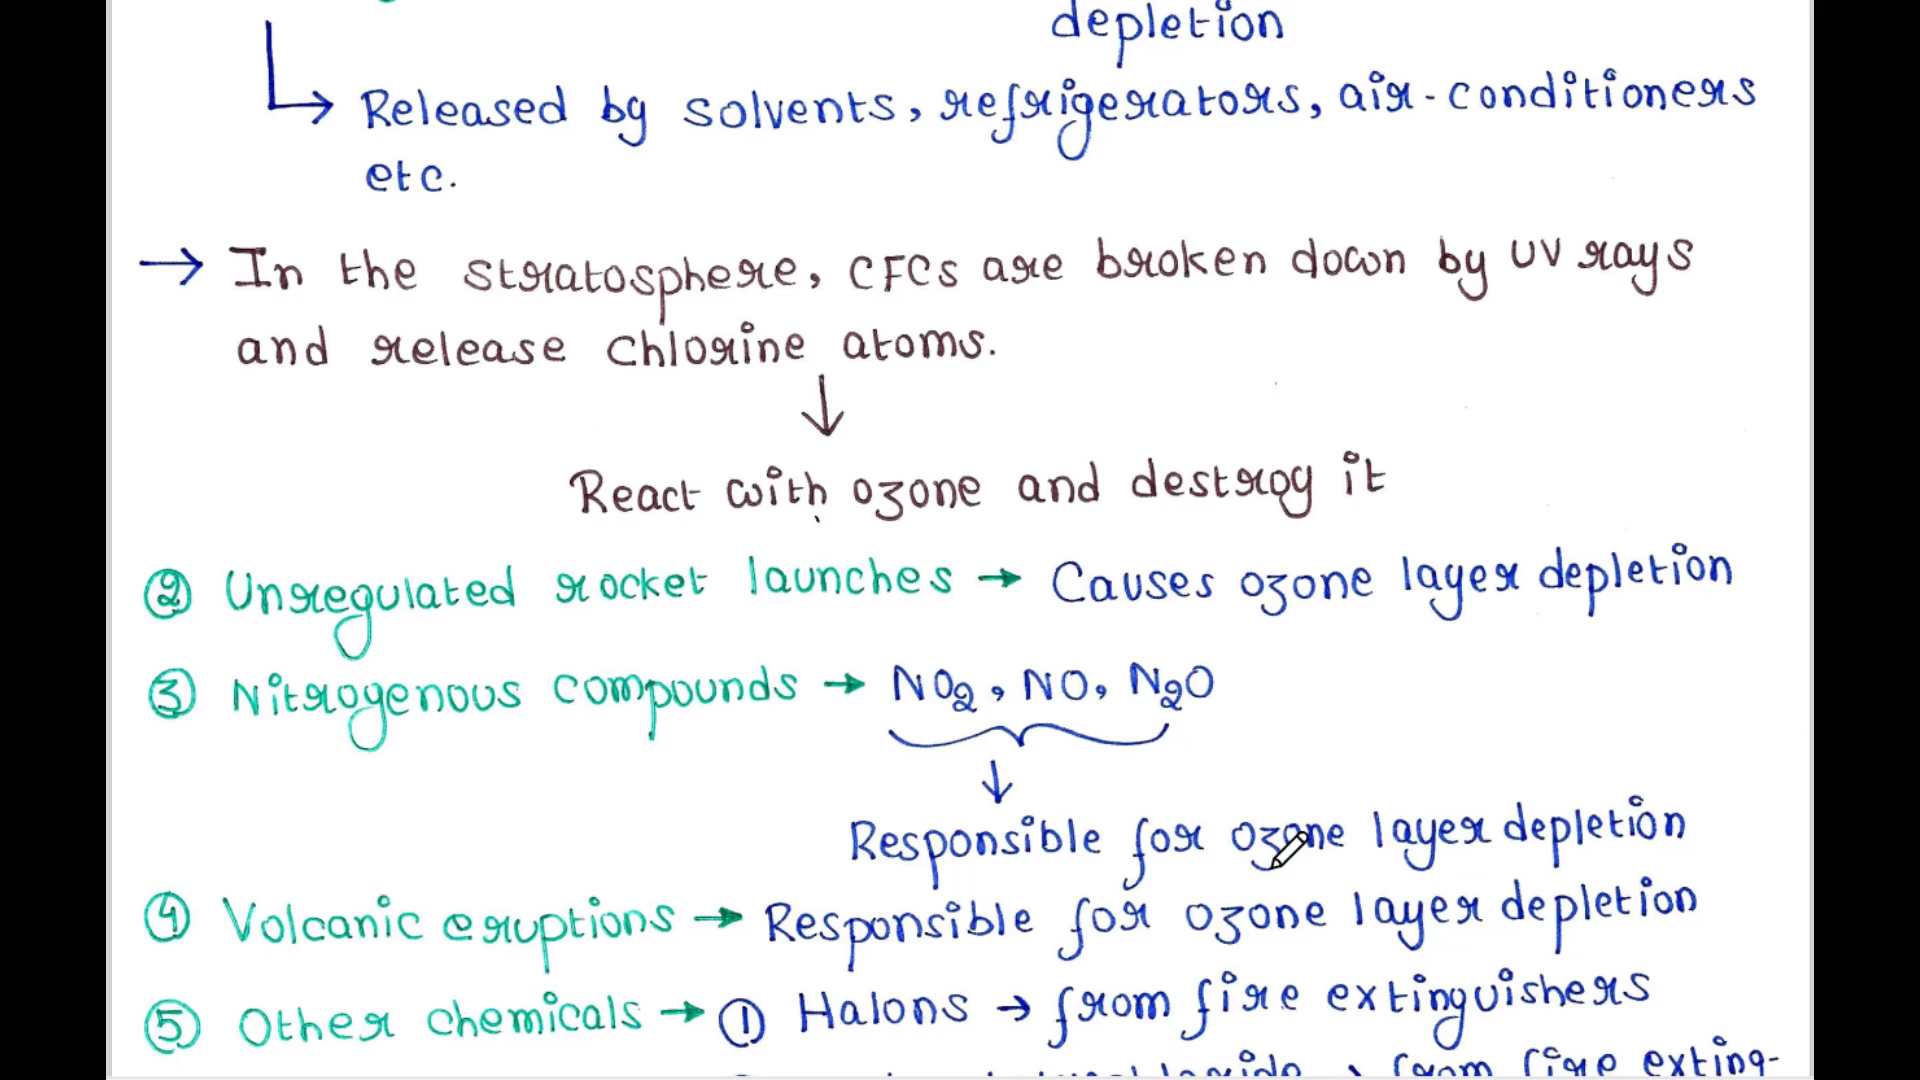 depletion
→ Released by solvents, refrigerators, air-conditioners
etc.
→ In the stratosphere, CFCs are broken down by UV rays
and release chlorine atoms.
↓
React with ozone and destroy it
② Unregulated rocket launches → Causes ozone layer depletion
③ Nitrogenous compounds → NO₂, NO, N₂O
↓
Responsible for ozone layer depletion
④ Volcanic eruptions → Responsible for ozone layer depletion
⑤ Other chemicals → ① Halons → from fire extinguishers
→ from fire exting-